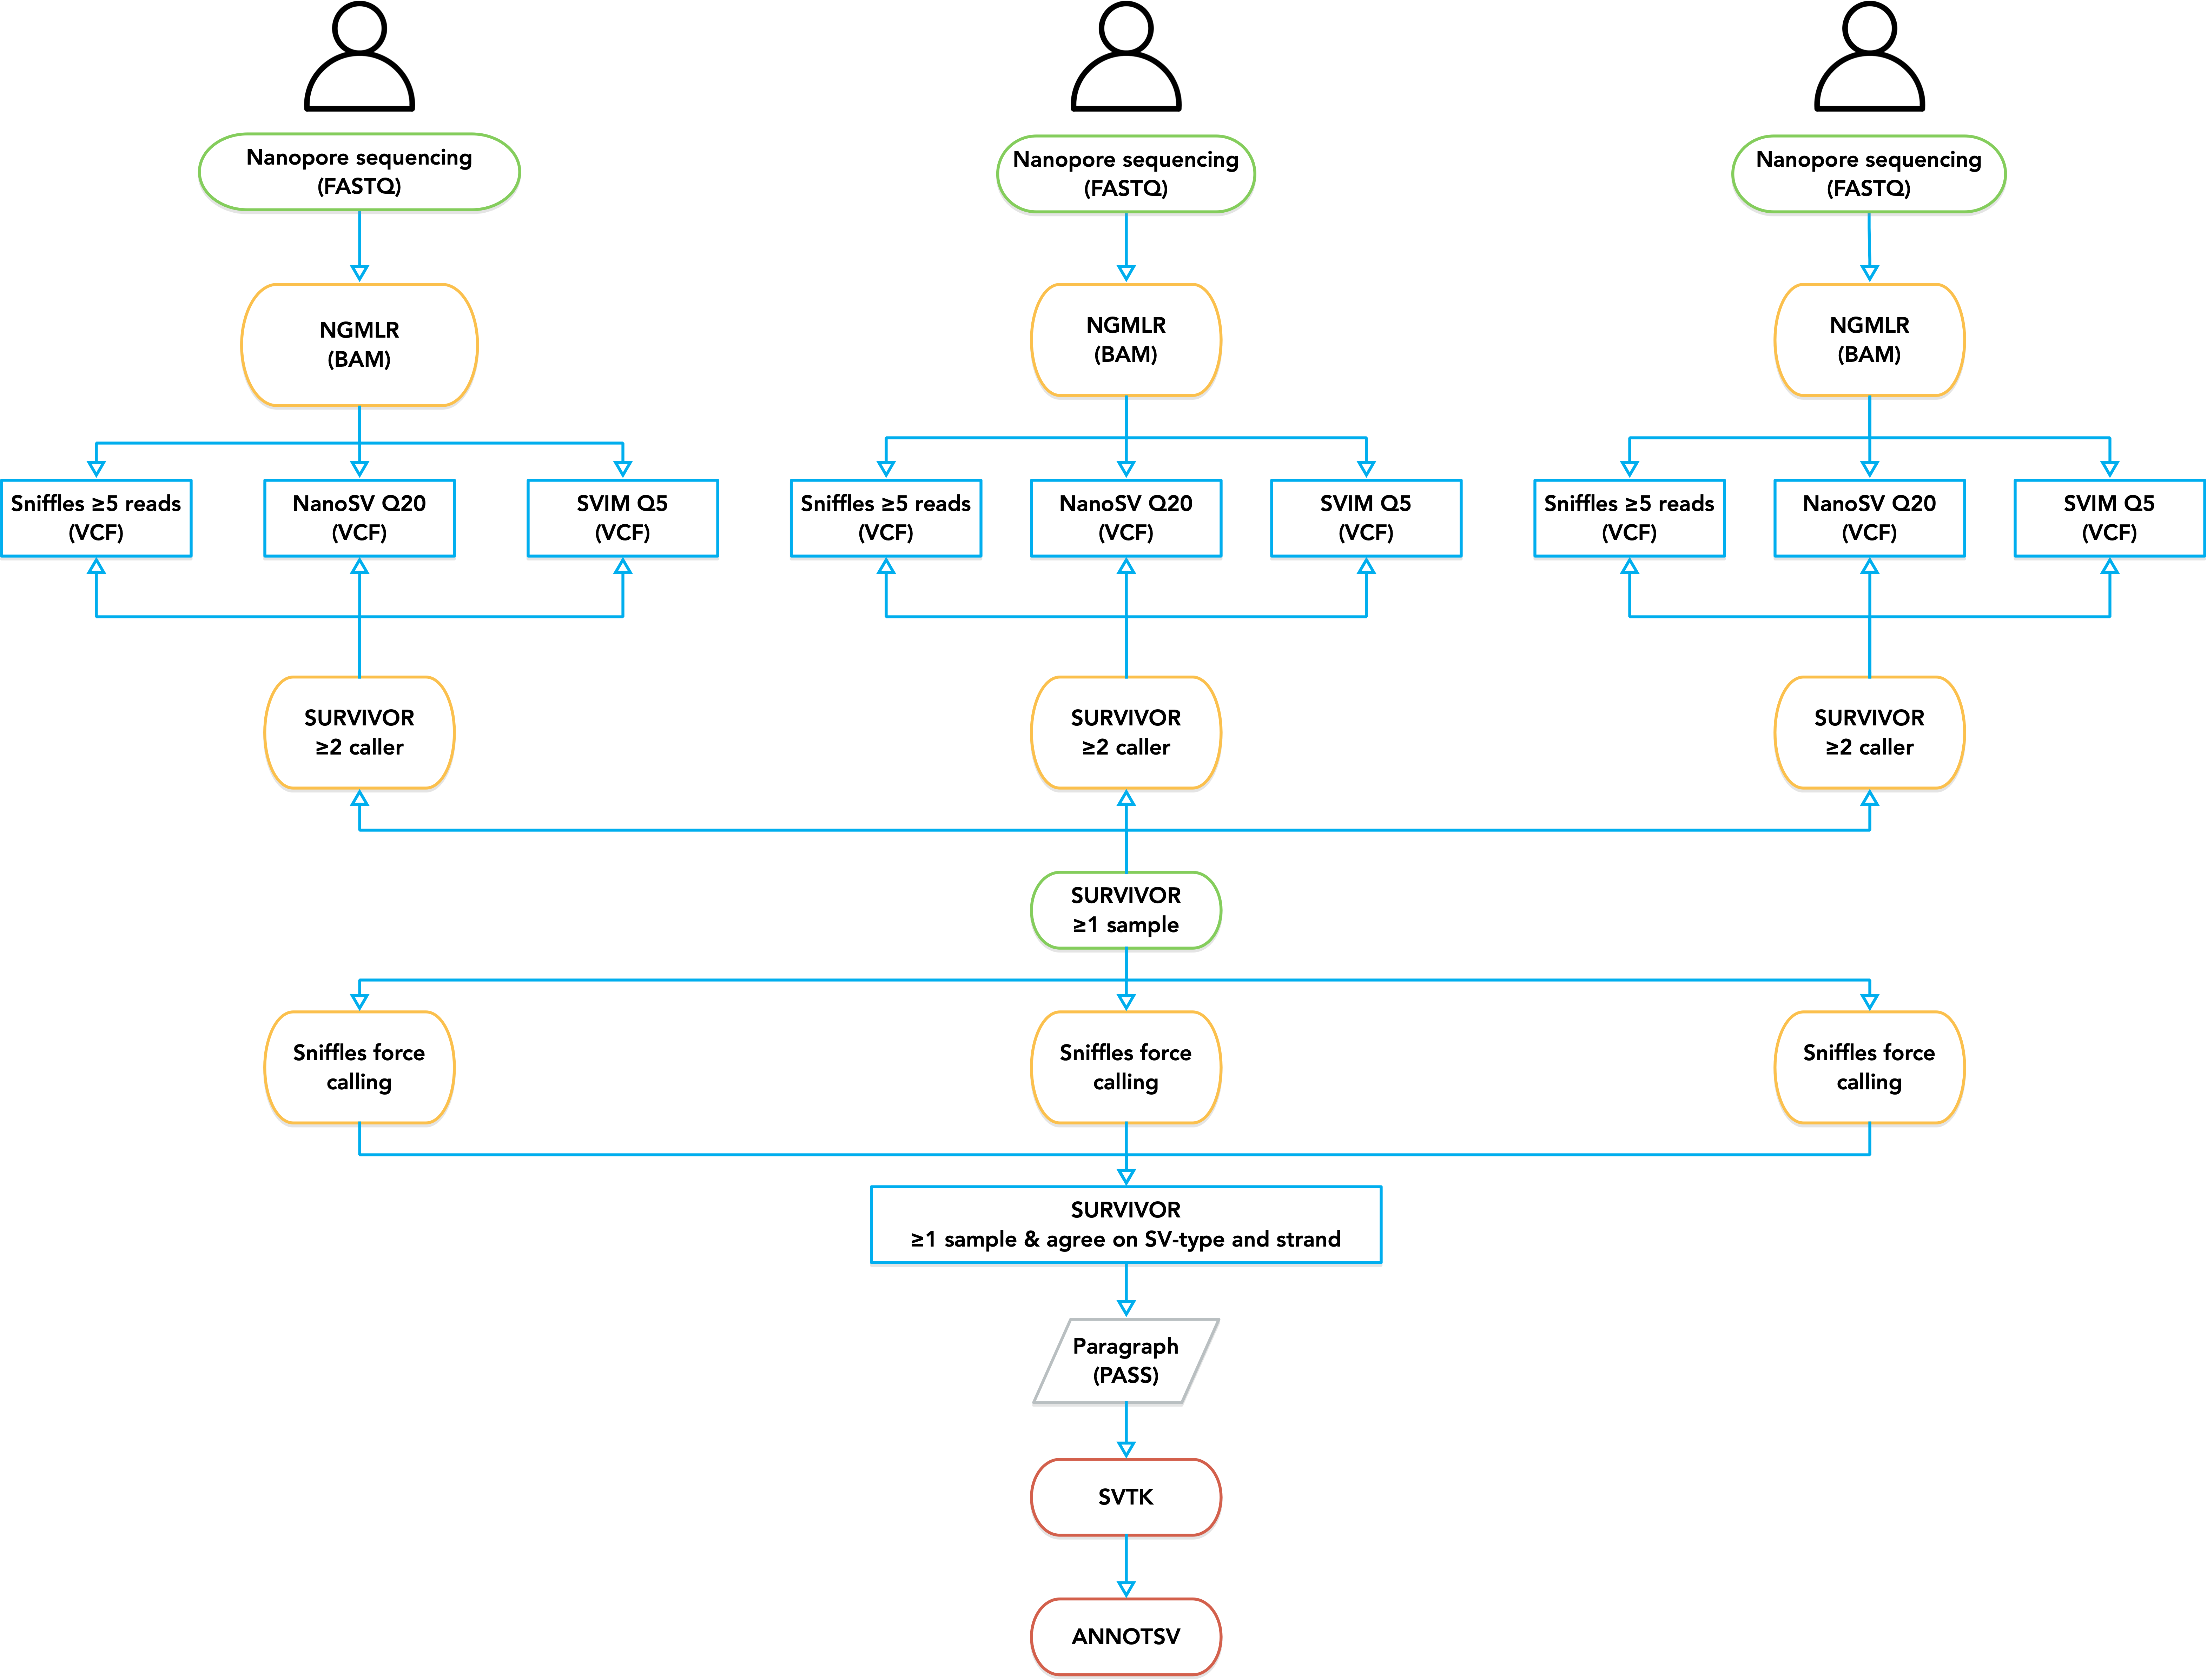 Nanopore sequencing
(FASTQ)
Nanopore sequencing
(FASTQ)
Nanopore sequencing
(FASTQ)
NGMLR
(BAM)
NGMLR
(BAM)
NGMLR
(BAM)
Sniffles ≥5 reads
(VCF)
NanoSV Q20
(VCF)
SVIM Q5
(VCF)
Sniffles ≥5 reads
(VCF)
NanoSV Q20
(VCF)
SVIM Q5
(VCF)
Sniffles ≥5 reads
(VCF)
NanoSV Q20
(VCF)
SVIM Q5
(VCF)
SURVIVOR
≥2 caller
SURVIVOR
≥2 caller
SURVIVOR
≥2 caller
SURVIVOR
≥1 sample
Sniffles force
calling
Sniffles force
calling
Sniffles force
calling
SURVIVOR
≥1 sample & agree on SV-type and strand
Paragraph
(PASS)
SVTK
ANNOTSV